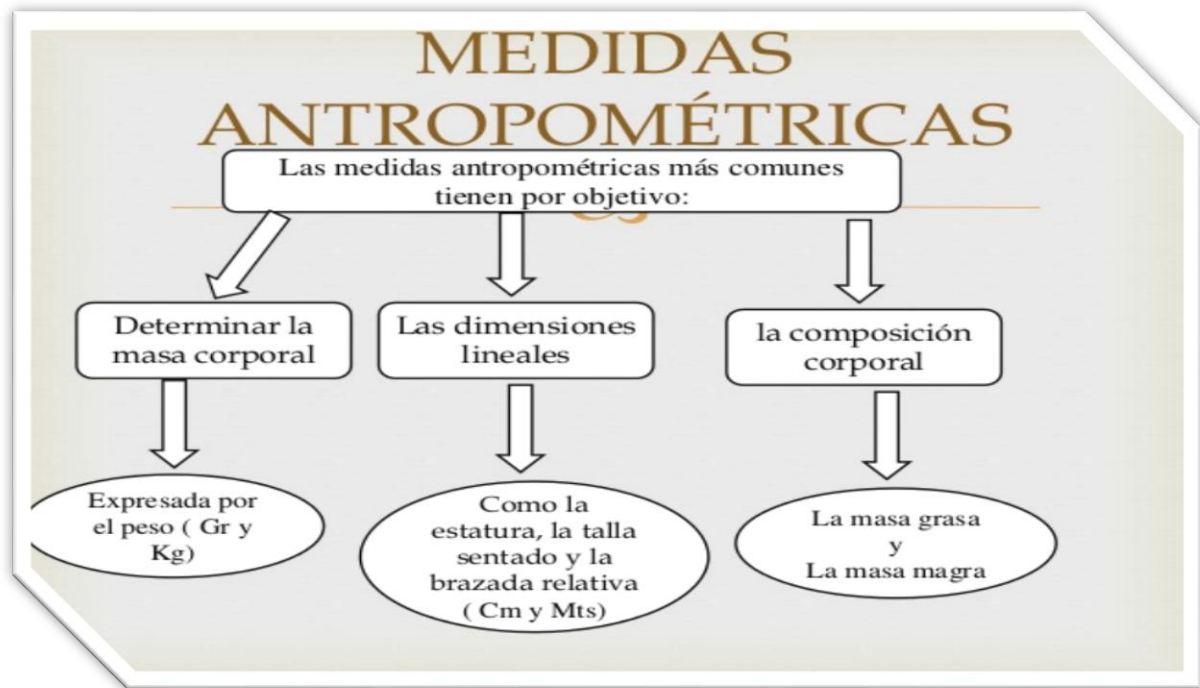 MEDIDAS
ANTROPOMÉTRICAS
Las medidas antropométricas más comunes
tienen por objetivo:
Determinar la
masa corporal
Las dimensiones
lineales
la composición
corporal
Expresada por
el peso ( Gr y
Kg)
Como la
estatura, la talla
sentado y la
brazada relativa
( Cm y Mts)
La masa grasa
y
La masa magra